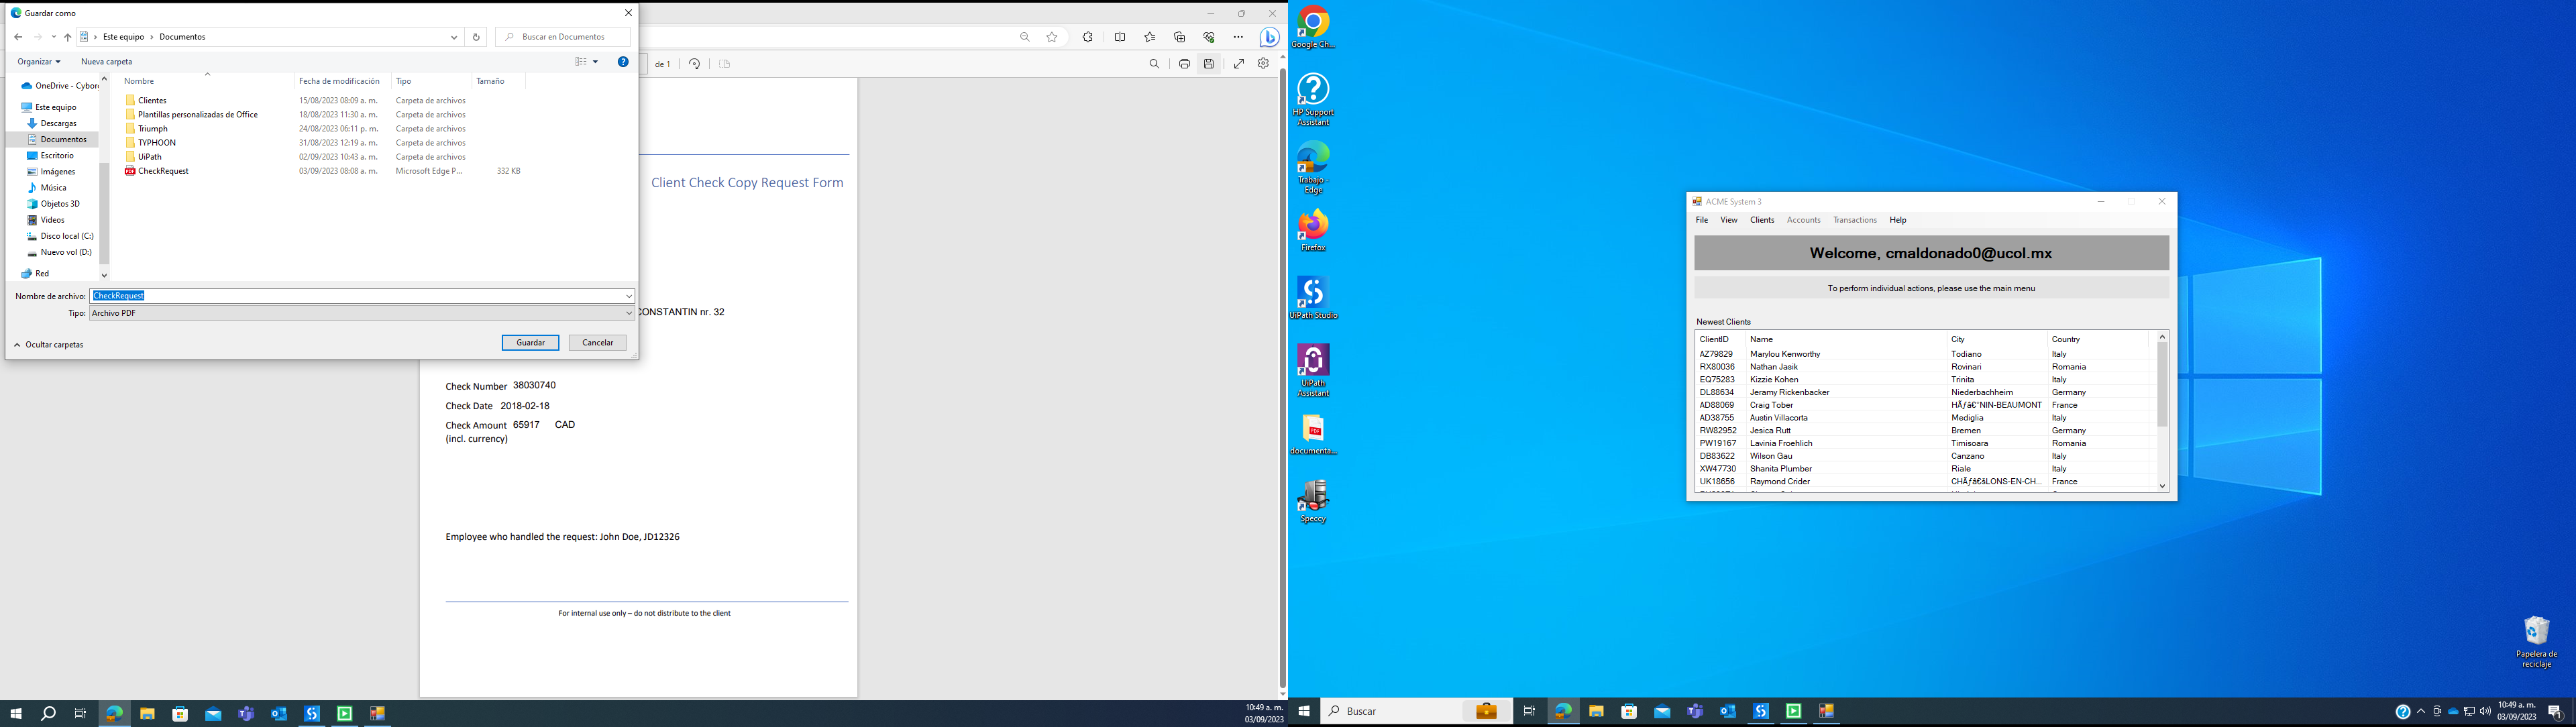 Guardar como
Este equipo > Documentos
Buscar en Documentos
Organizar
Nueva carpeta
Nombre
Fecha de modificación
Tipo
Tamaño
OneDrive - Cyborg
Este equipo
Descargas
Documentos
Escritorio
Imágenes
Música
Objetos 3D
Videos
Disco local (C:)
Nuevo vol (D:)
Red
Clientes 15/08/2023 08:09 a. m. Carpeta de archivos
Plantillas personalizadas de Office 18/08/2023 11:30 a. m. Carpeta de archivos
Triumph 24/08/2023 06:11 p. m. Carpeta de archivos
TYPHOON 31/08/2023 12:19 a. m. Carpeta de archivos
UiPath 02/09/2023 10:43 a. m. Carpeta de archivos
CheckRequest 03/09/2023 08:08 a. m. Microsoft Edge P... 332 KB
Nombre de archivo: CheckRequest
Tipo: Archivo PDF
Ocultar carpetas
Guardar
Cancelar
de 1
Client Check Copy Request Form
CONSTANTIN nr. 32
Check Number 38030740
Check Date 2018-02-18
Check Amount 65917 CAD
(incl. currency)
Employee who handled the request: John Doe, JD12326
For internal use only – do not distribute to the client
10:49 a. m.
03/09/2023
Google Ch...
HP Support
Assistant
Trabajo -
Edge
Firefox
UiPath Studio
UiPath
Assistant
PDF
documenta...
Speccy
ACME System 3
File View Clients Accounts Transactions Help
Welcome, cmaldonado0@ucol.mx
To perform individual actions, please use the main menu
Newest Clients
ClientID Name City Country
AZ79829 Marylou Kenworthy Todiano Italy
RX80036 Nathan Jasik Rovinari Romania
EQ75283 Kizzie Kohen Trinita Italy
DL88634 Jeramy Rickenbacker Niederbachheim Germany
AD88069 Craig Tober HÃƒâ€°NIN-BEAUMONT France
AD38755 Austin Villacorta Mediglia Italy
RW82952 Jesica Rutt Bremen Germany
PW19167 Lavinia Froehlich Timisoara Romania
DB83622 Wilson Gau Canzano Italy
XW47730 Shanita Plumber Riale Italy
UK18656 Raymond Crider CHÃƒâ€šLONS-EN-CH... France
Papelera de
reciclaje
Buscar
10:49 a. m.
03/09/2023